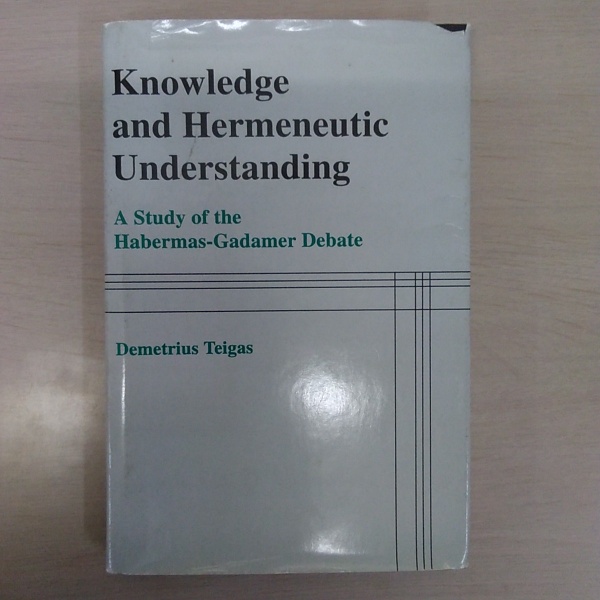 Knowledge
and Hermeneutic
Understanding
A Study of the
Habermas-Gadamer Debate
Demetrius Teigas